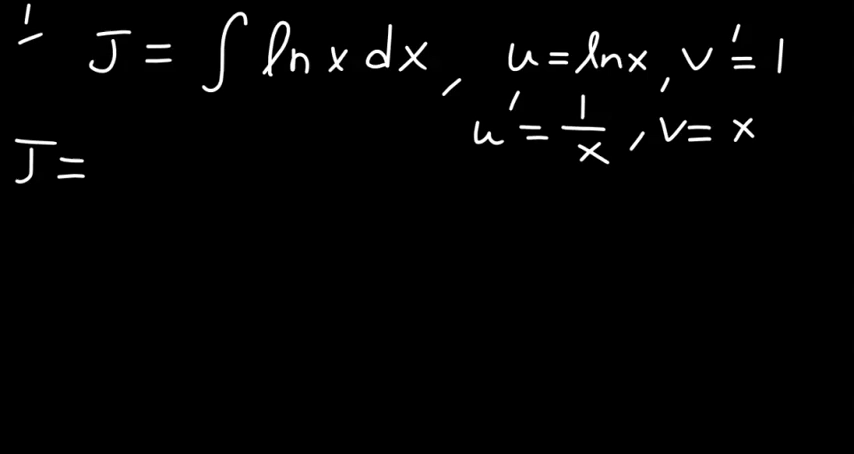 1/ J = ∫ ln x dx, u = ln x, v' = 1
u' = 1/x, v = x
J =